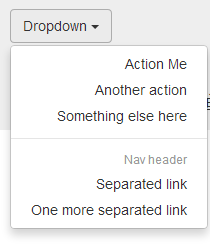 Dropdown
Action Me
Another action
Something else here
Nav header
Separated link
One more separated link